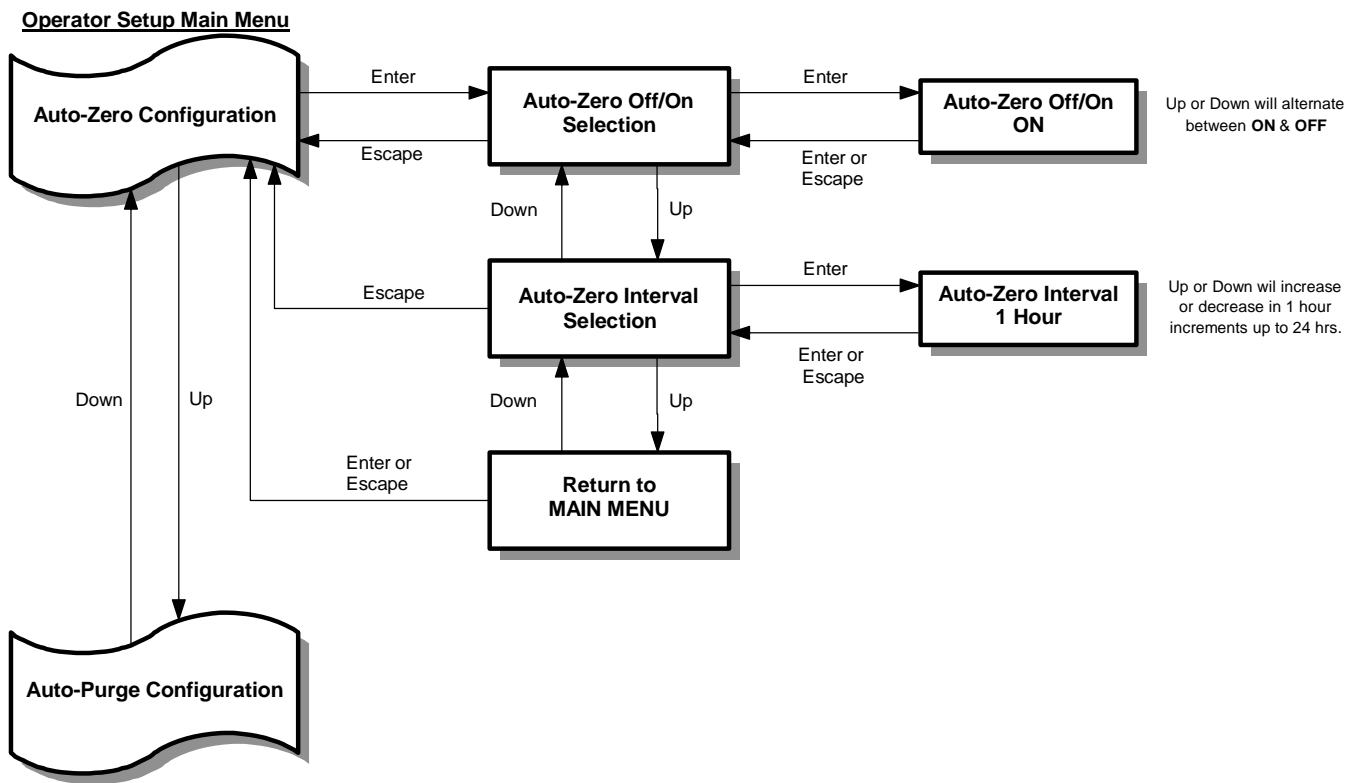 Operator Setup Main Menu
Auto-Zero Configuration
Enter
Escape
Auto-Zero Off/On
Selection
Enter
Enter or
Escape
Auto-Zero Off/On
ON
Up or Down will alternate
between ON & OFF
Down
Up
Escape
Auto-Zero Interval
Selection
Enter
Enter or
Escape
Auto-Zero Interval
1 Hour
Up or Down wil increase
or decrease in 1 hour
increments up to 24 hrs.
Down
Up
Down
Up
Enter or
Escape
Return to
MAIN MENU
Auto-Purge Configuration